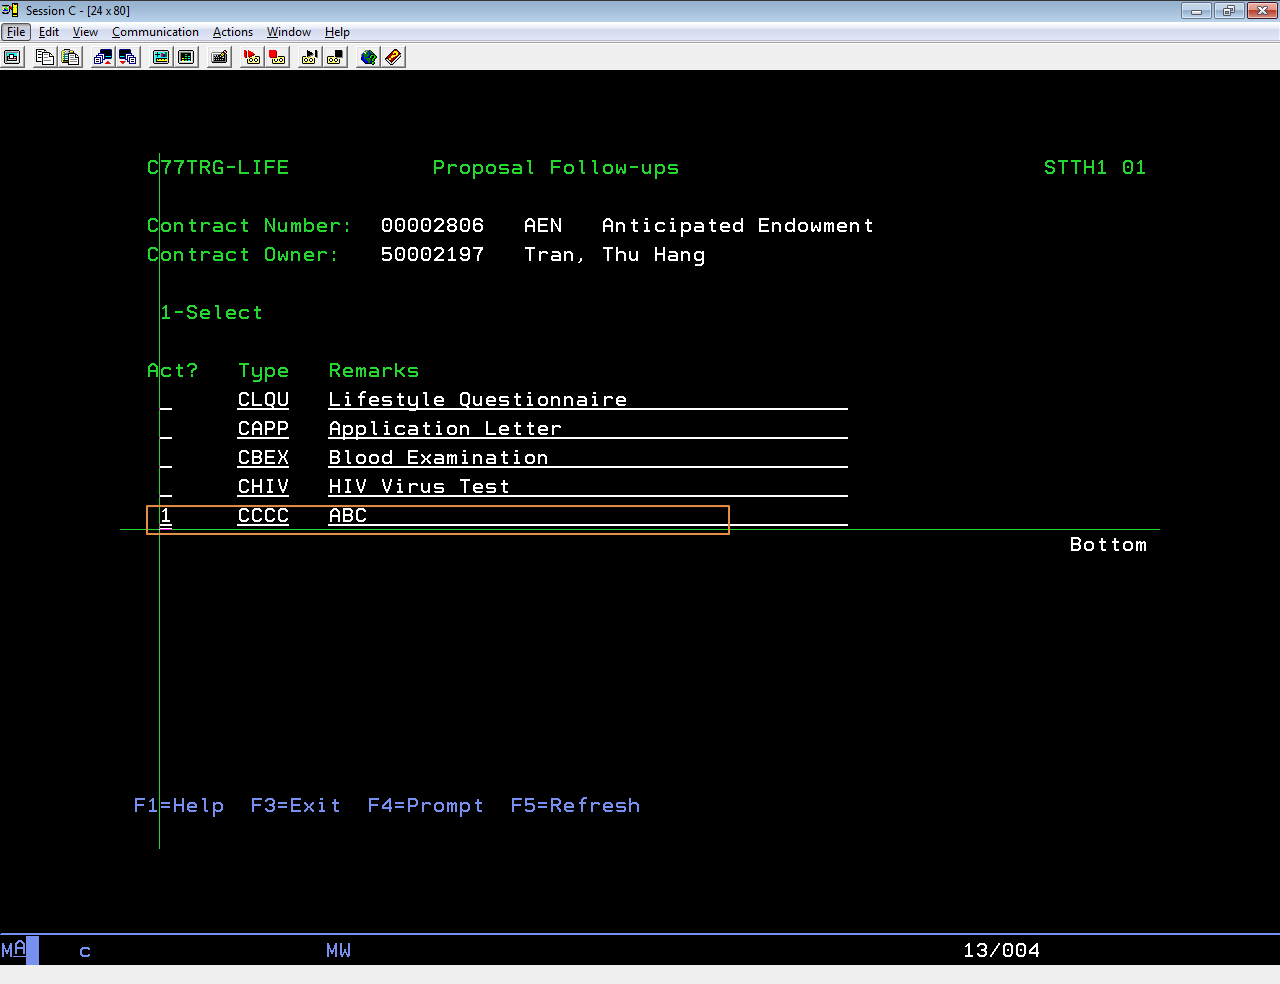 Session C - [24 x 80]
File Edit View Communication Actions Window Help
C77TRG-LIFE Proposal Follow-ups STTH1 01
Contract Number: 00002806 AEN Anticipated Endowment
Contract Owner: 50002197 Tran, Thu Hang
1-Select
Act? Type Remarks
_ CLQU Lifestyle Questionnaire
_ CAPP Application Letter
_ CBEX Blood Examination
_ CHIV HIV Virus Test
1 CCCC ABC
Bottom
F1=Help F3=Exit F4=Prompt F5=Refresh
MA c MW 13/004